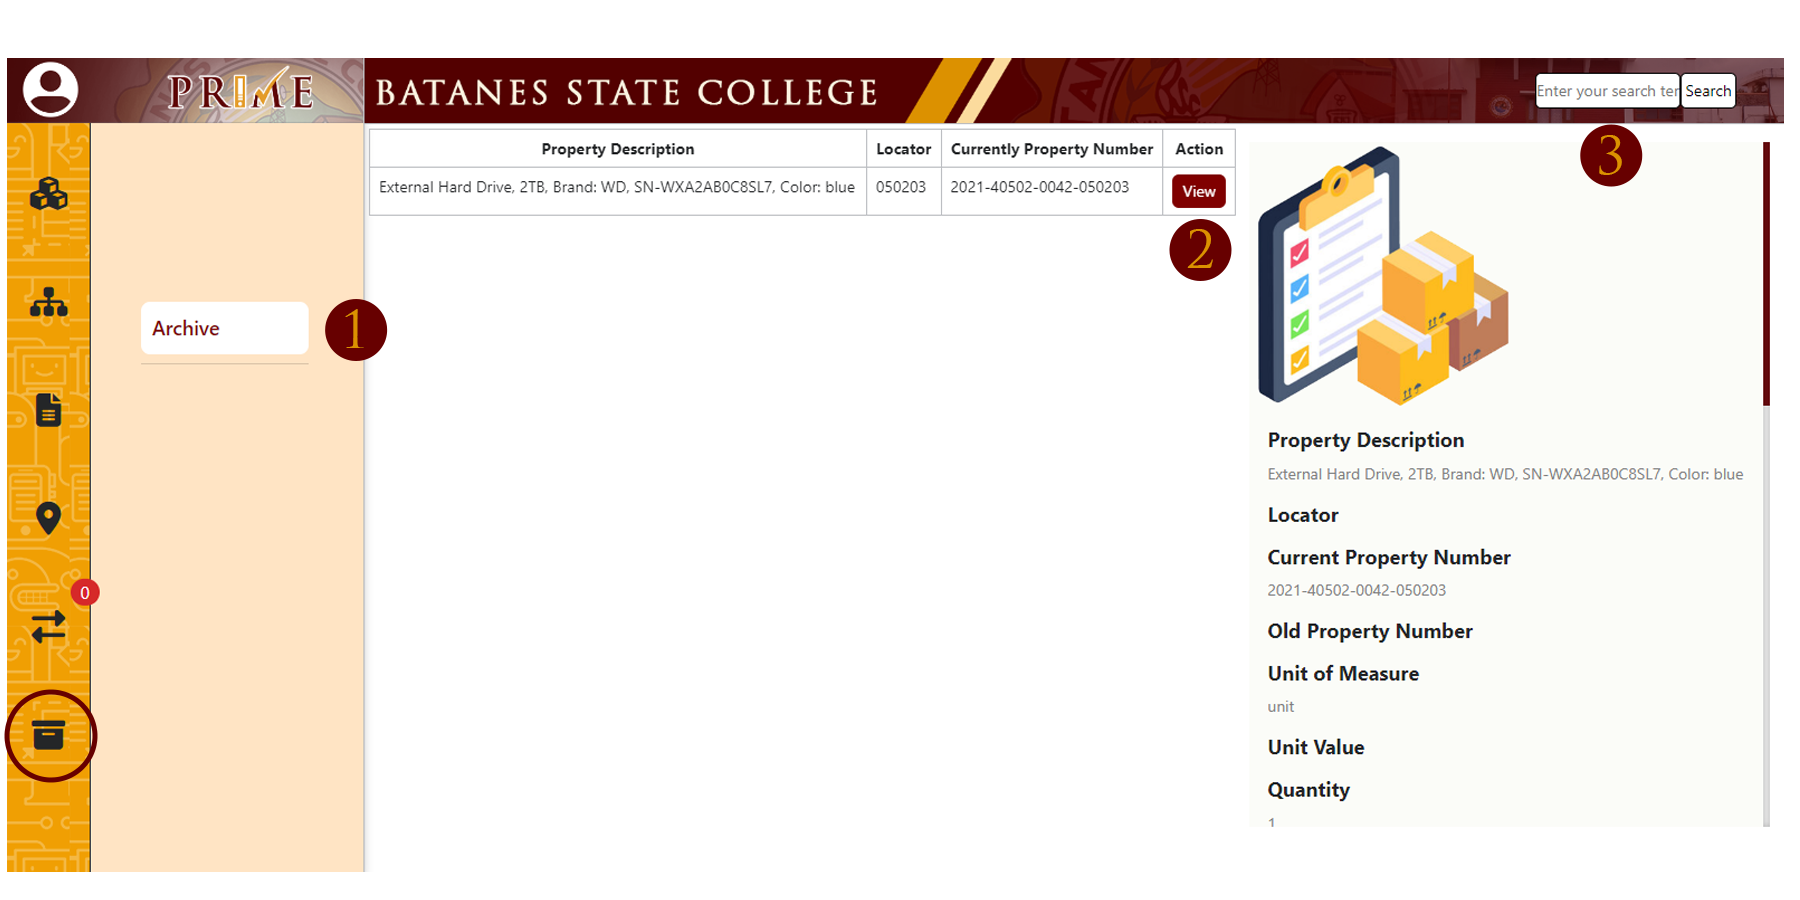 PRIME
BATANES STATE COLLEGE
Enter your search ter
Search
3
Property Description Locator Currently Property Number Action
External Hard Drive, 2TB, Brand: WD, SN-WXA2AB0C8SL7, Color: blue 050203 2021-40502-0042-050203 View
2
Archive
1
0
Property Description
External Hard Drive, 2TB, Brand: WD, SN-WXA2AB0C8SL7, Color: blue
Locator
Current Property Number
2021-40502-0042-050203
Old Property Number
Unit of Measure
unit
Unit Value
Quantity
1